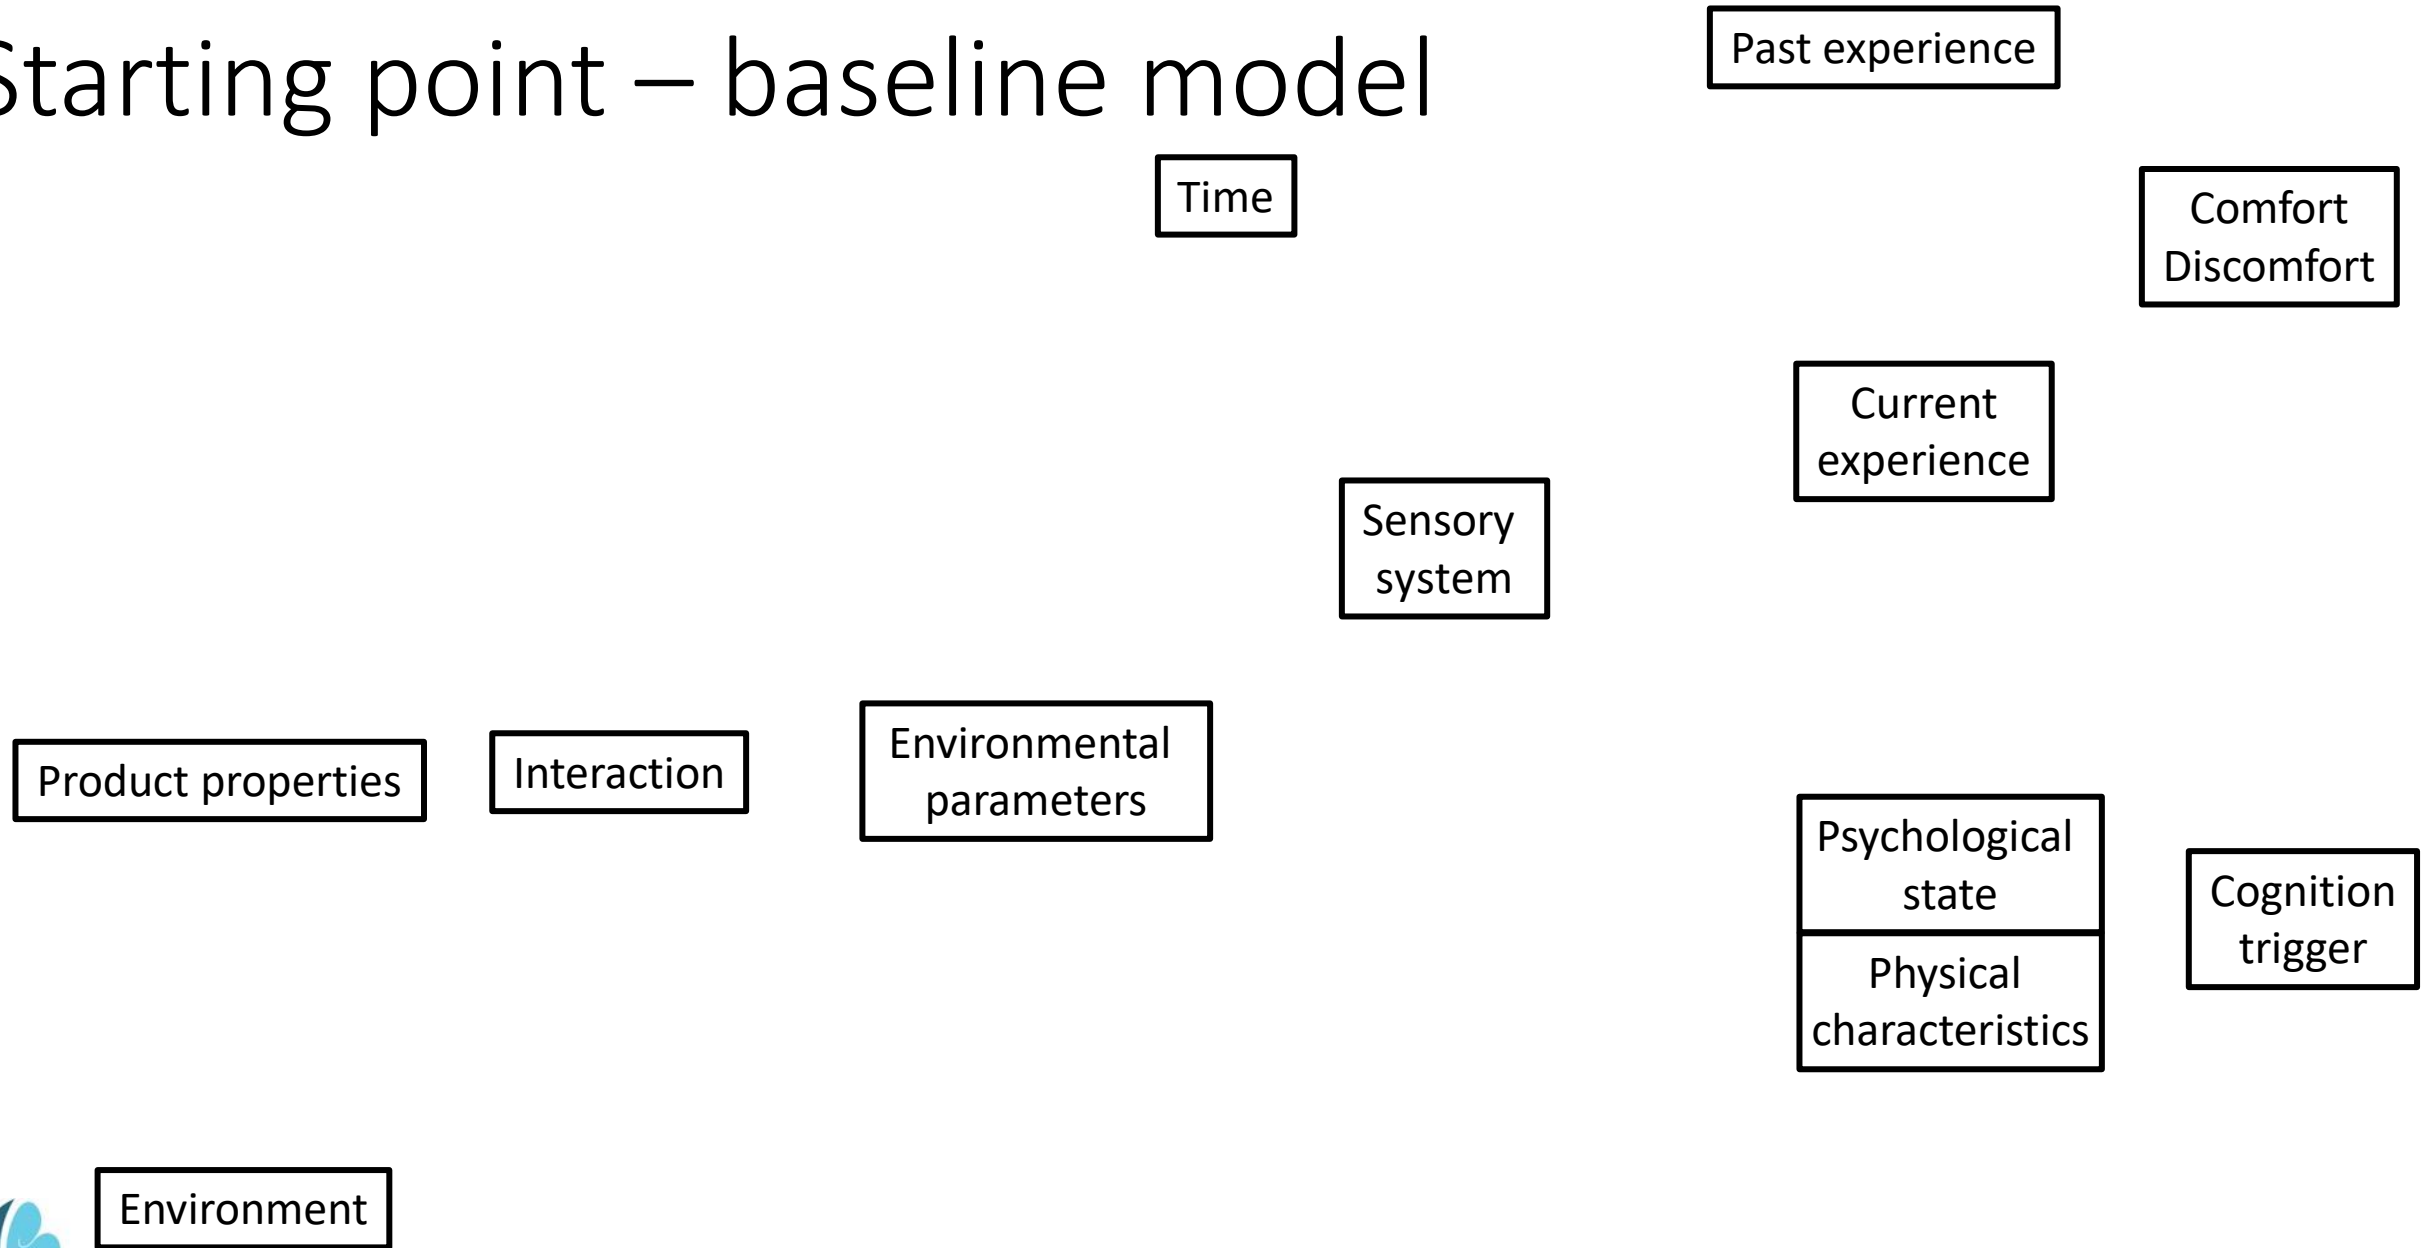 Starting point – baseline model
Past experience
Time
Comfort
Discomfort
Current
experience
Sensory
system
Product properties
Interaction
Environmental
parameters
Psychological
state
Physical
characteristics
Cognition
trigger
Environment